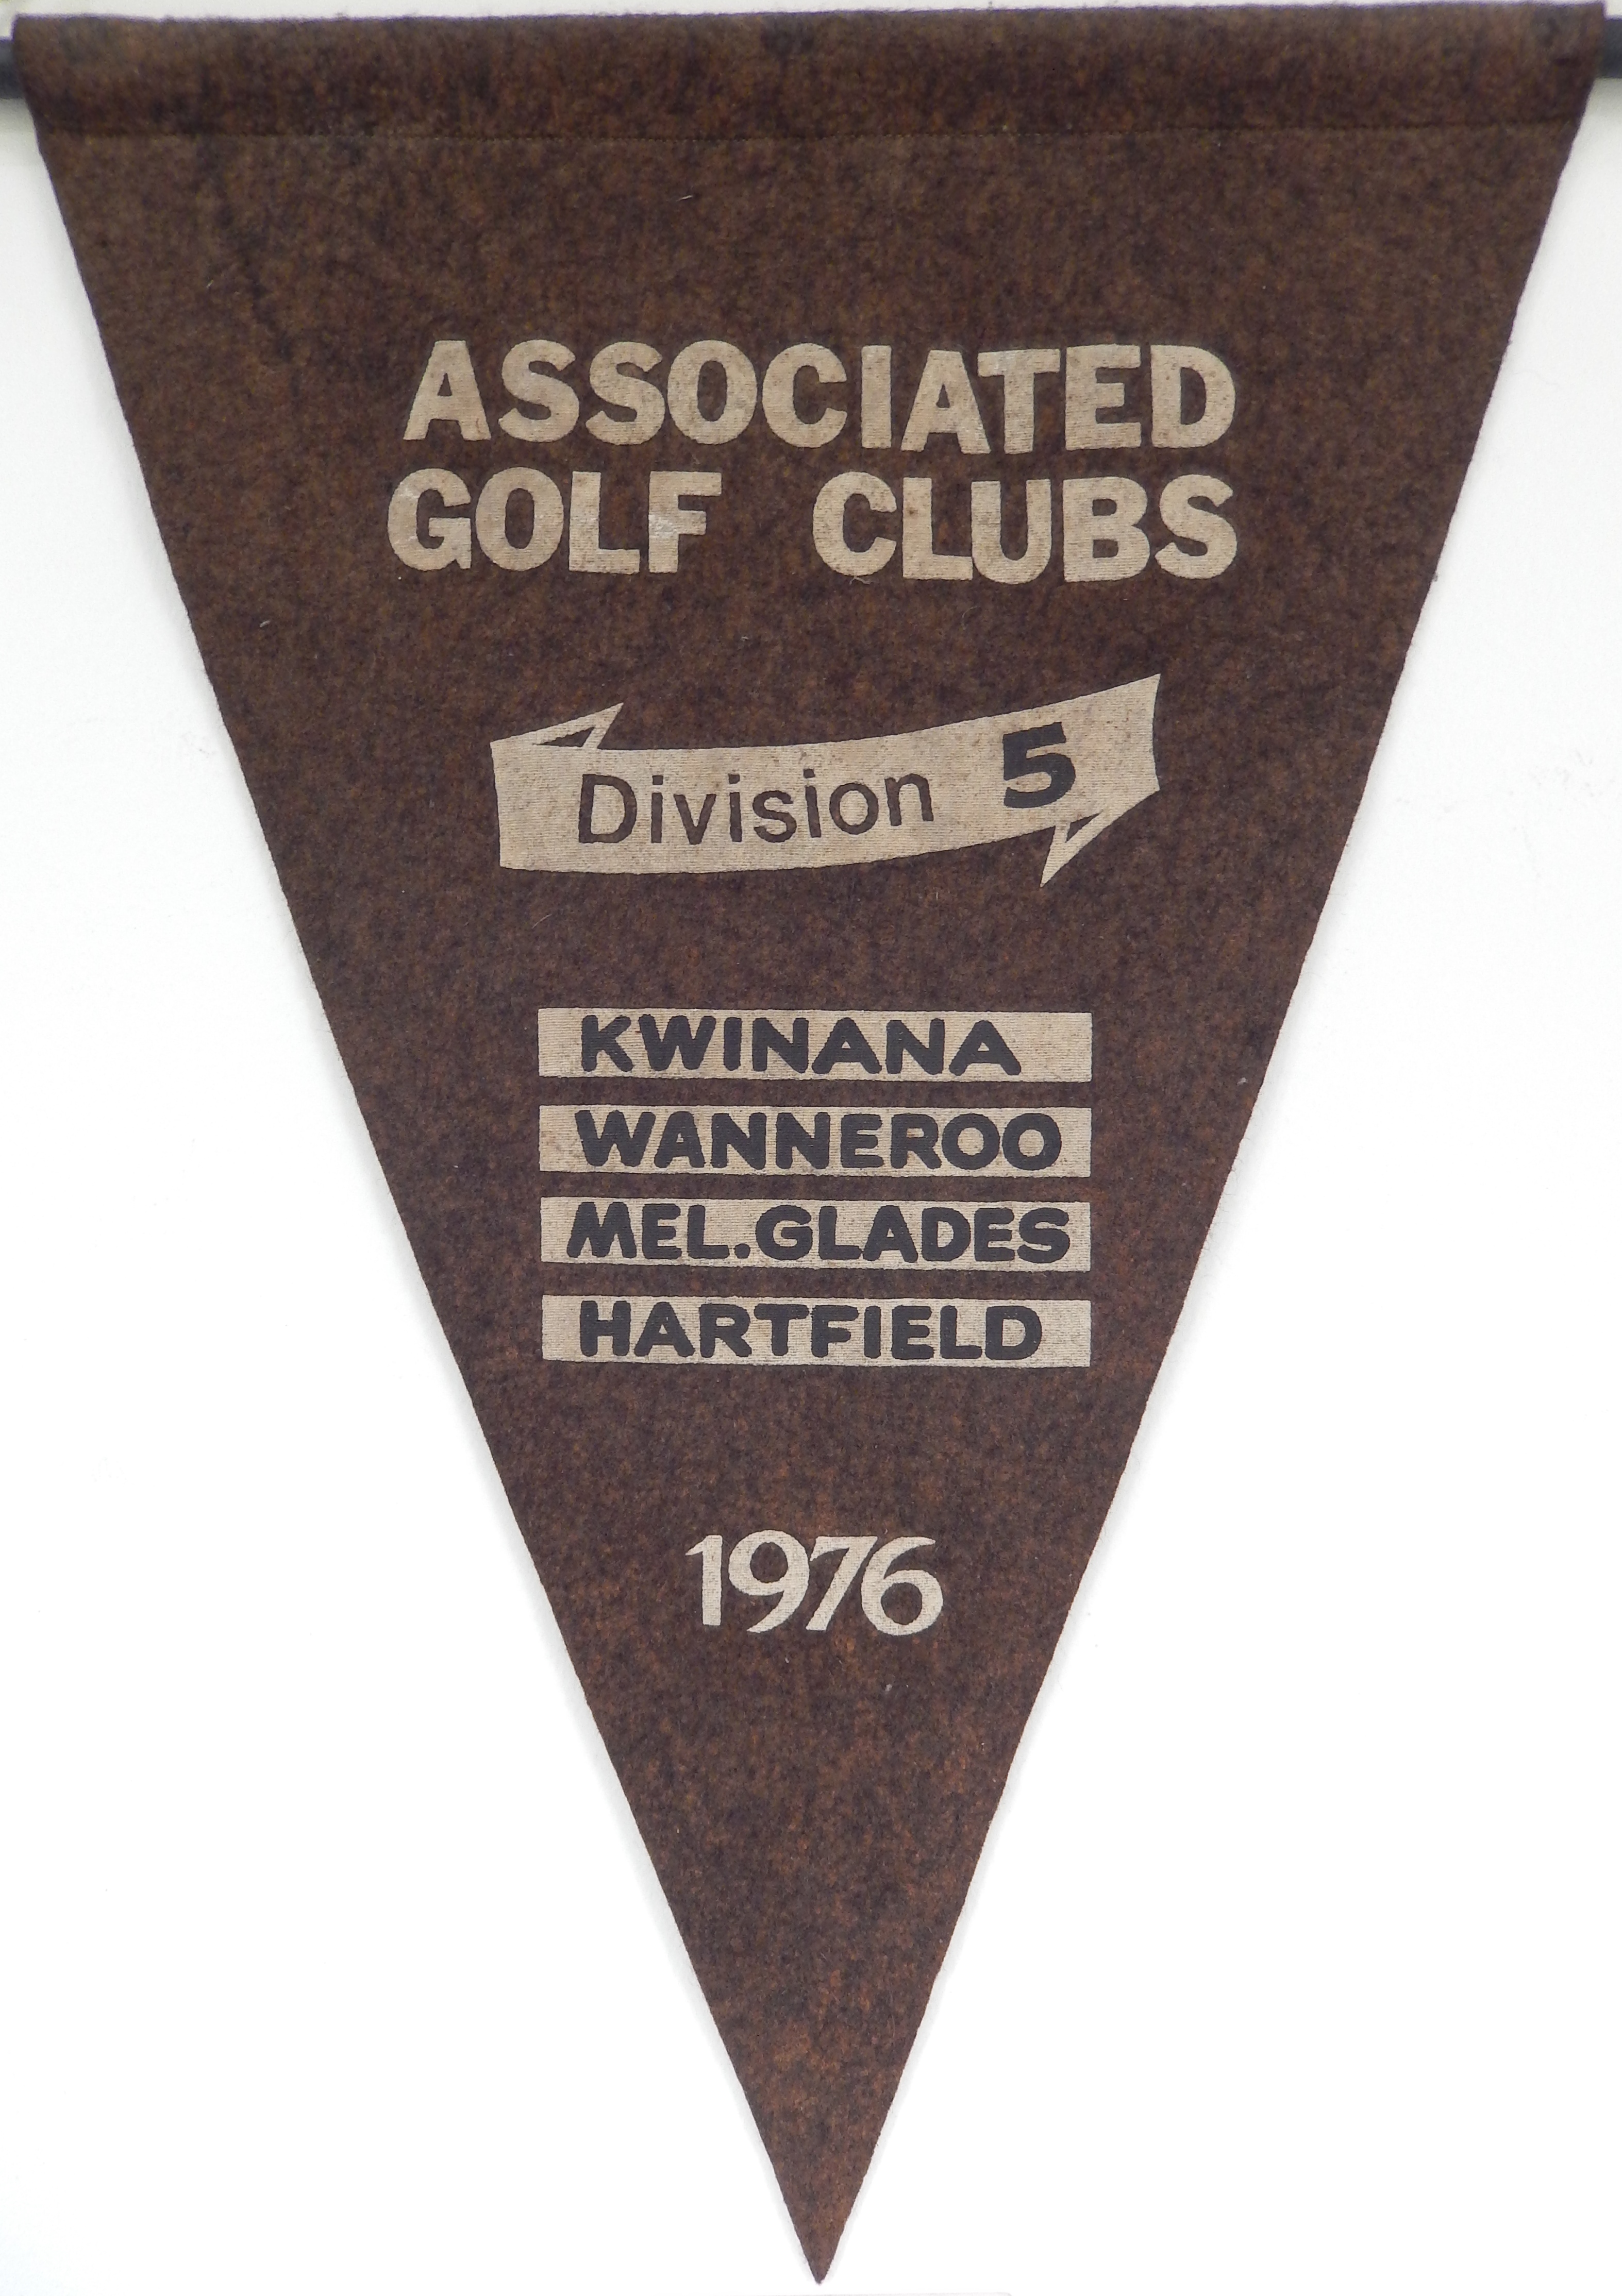 ASSOCIATED
GOLF CLUBS
Division 5
KWINANA
WANNEROO
MEL.GLADES
HARTFIELD
1976